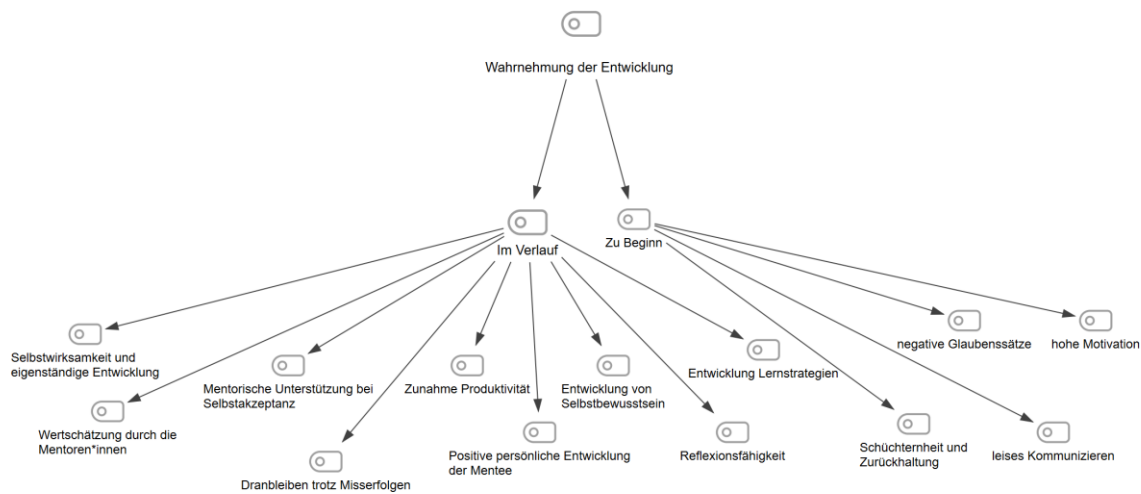 Wahrnehmung der Entwicklung
Im Verlauf
Zu Beginn
Selbstwirksamkeit und
eigenständige Entwicklung
Wertschätzung durch die
Mentoren*innen
Mentorische Unterstützung bei
Selbstakzeptanz
Dranbleiben trotz Misserfolgen
Zunahme Produktivität
Positive persönliche Entwicklung
der Mentee
Entwicklung von
Selbstbewusstsein
Reflexionsfähigkeit
Entwicklung Lernstrategien
Schüchternheit und
Zurückhaltung
negative Glaubenssätze
leises Kommunizieren
hohe Motivation